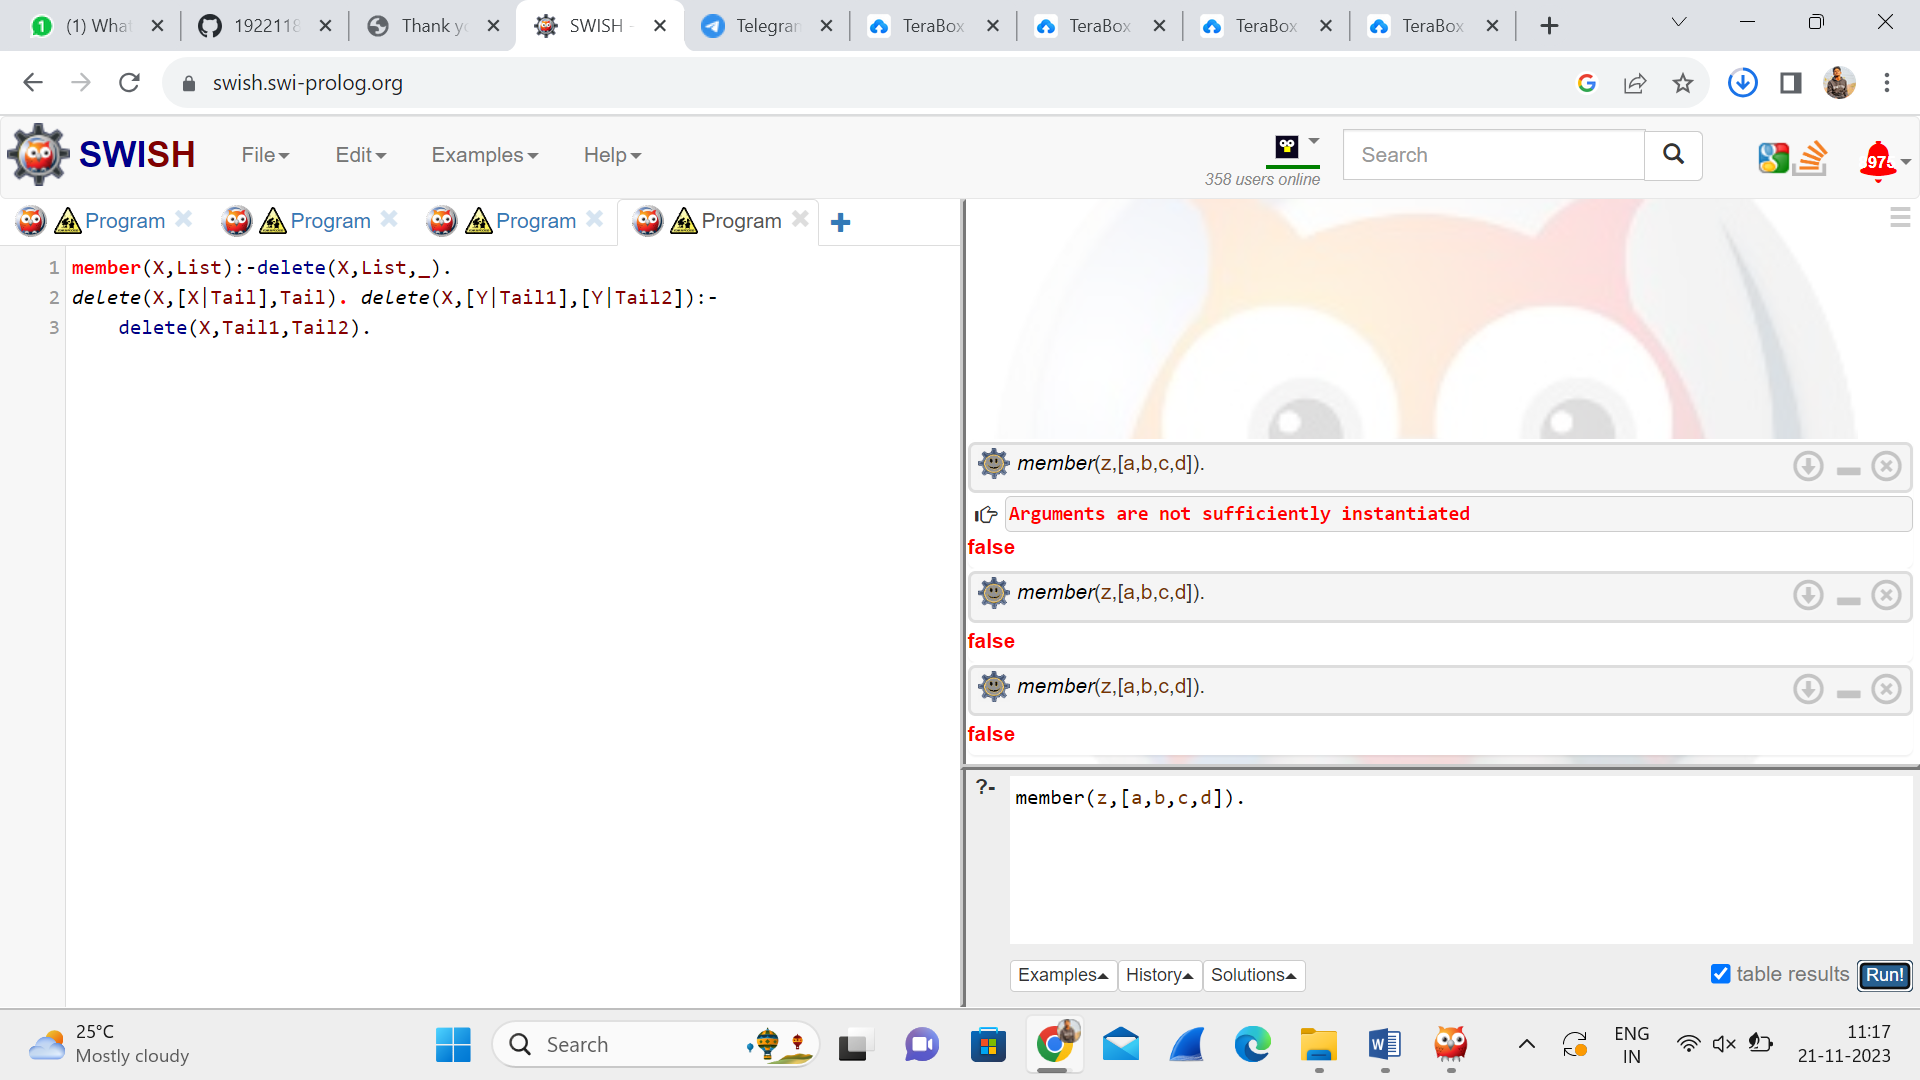 (1) What
1922118
Thank yo
SWISH -
Telegran
TeraBox
TeraBox
TeraBox
TeraBox
swish.swi-prolog.org
SWISH
File
Edit
Examples
Help
358 users online
Search
Program
Program
Program
Program
1 member(X,List):-delete(X,List,_).
2 delete(X,[X|Tail],Tail). delete(X,[Y|Tail1],[Y|Tail2]):-
3 delete(X,Tail1,Tail2).
member(z,[a,b,c,d]).
Arguments are not sufficiently instantiated
false
member(z,[a,b,c,d]).
false
member(z,[a,b,c,d]).
false
?- member(z,[a,b,c,d]).
Examples
History
Solutions
table results
Run!
25°C
Mostly cloudy
Search
ENG
IN
11:17
21-11-2023